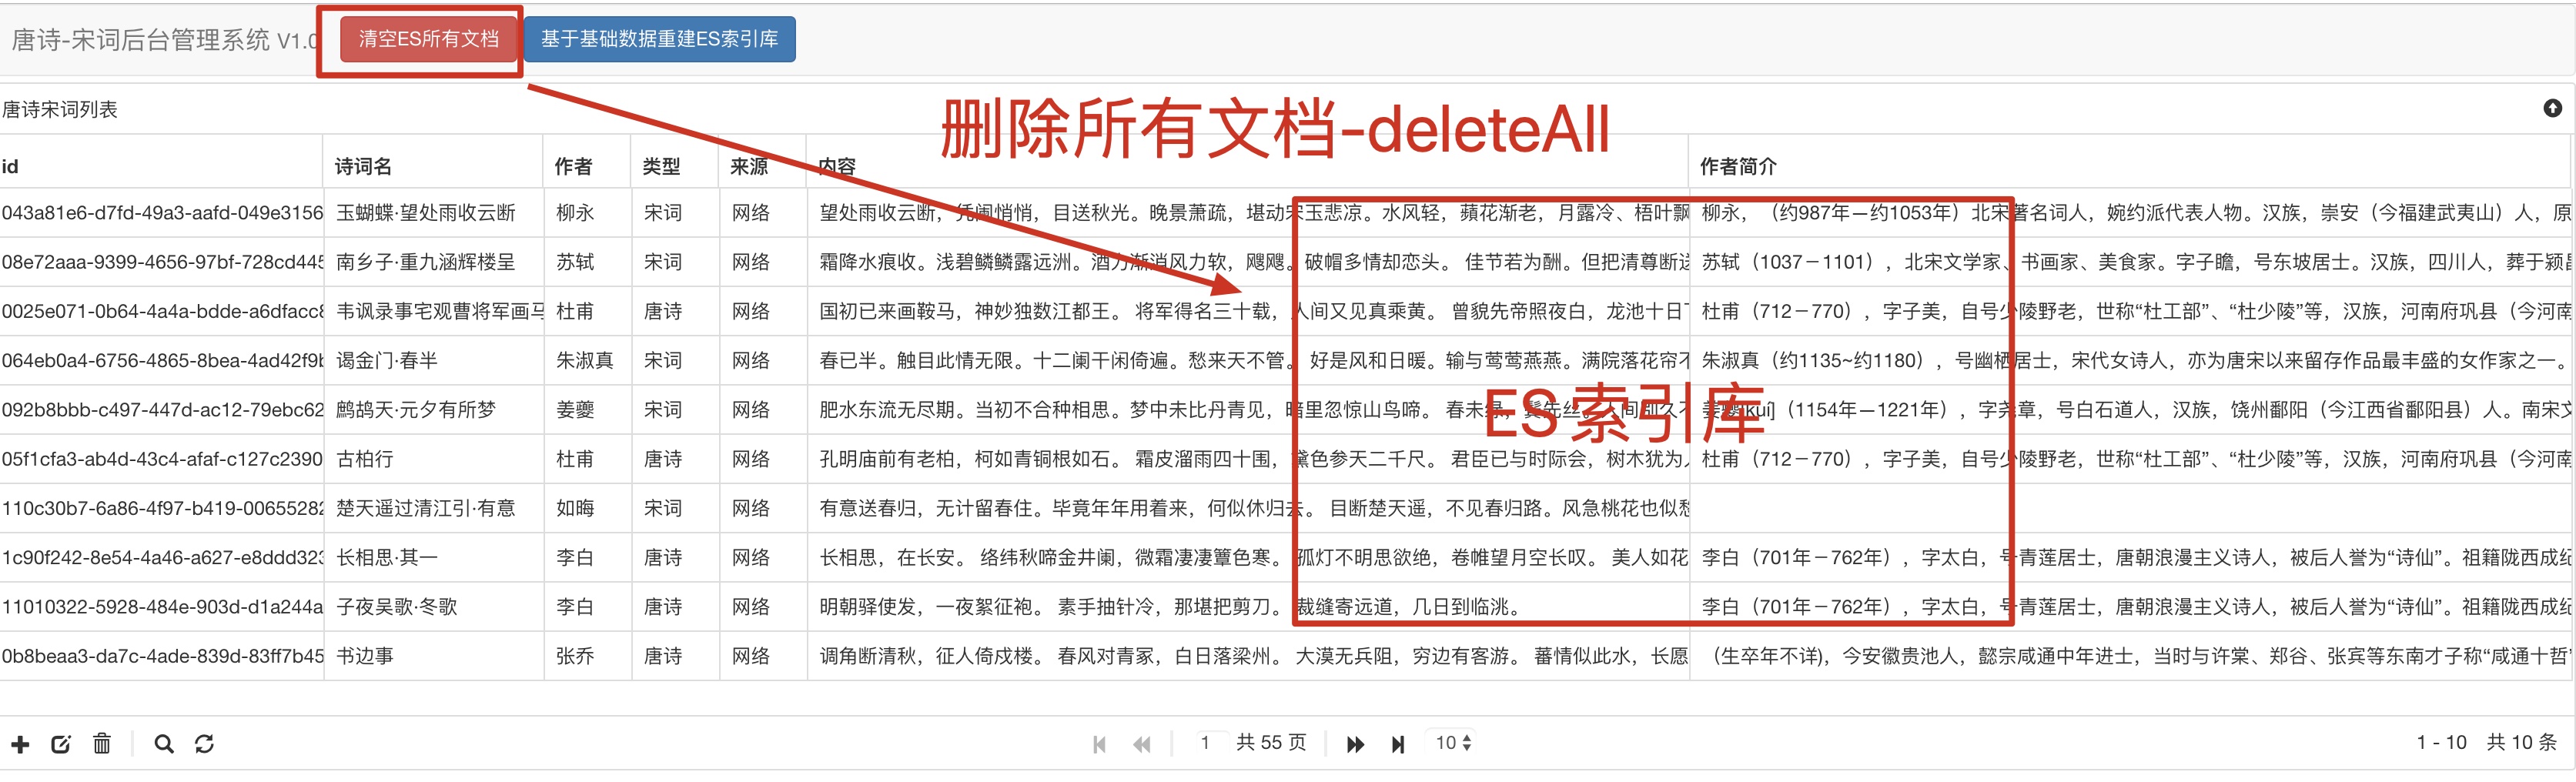 唐诗-宋词后台管理系统 V1.0 清空ES所有文档 基于基础数据重建ES索引库
唐诗宋词列表
删除所有文档-deleteAll
id 诗词名 作者 类型 来源 内容 作者简介
043a81e6-d7fd-49a3-aafd-049e3156 玉蝴蝶·望处雨收云断 柳永 宋词 网络 望处雨收云断，凭阑悄悄，目送秋光。晚景萧疏，堪动宋玉悲凉。水风轻，蘋花渐老，月露冷、梧叶飘 柳永，（约987年—约1053年）北宋著名词人，婉约派代表人物。汉族，崇安（今福建武夷山）人，原
08e72aaa-9399-4656-97bf-728cd445 南乡子·重九涵辉楼呈 苏轼 宋词 网络 霜降水痕收。浅碧鳞鳞露远洲。酒力渐消风力软，飕飕。破帽多情却恋头。 佳节若为酬。但把清尊断送 苏轼（1037－1101），北宋文学家、书画家、美食家。字子瞻，号东坡居士。汉族，四川人，葬于颍昌
0025e071-0b64-4a4a-bdde-a6dfacc8 韦讽录事宅观曹将军画马 杜甫 唐诗 网络 国初已来画鞍马，神妙独数江都王。 将军得名三十载，人间又见真乘黄。 曾貌先帝照夜白，龙池十日 杜甫（712－770），字子美，自号少陵野老，世称“杜工部”、“杜少陵”等，汉族，河南府巩县（今河南
064eb0a4-6756-4865-8bea-4ad42f9b 谒金门·春半 朱淑真 宋词 网络 春已半。触目此情无限。十二阑干闲倚遍。愁来天不管。 好是风和日暖。输与莺莺燕燕。满院落花帘不 朱淑真（约1135~约1180），号幽栖居士，宋代女诗人，亦为唐宋以来留存作品最丰盛的女作家之一。
092b8bbb-c497-447d-ac12-79ebc62 鹧鸪天·元夕有所梦 姜夔 宋词 网络 肥水东流无尽期。当初不合种相思。梦中未比丹青见，暗里忽惊山鸟啼。 春未绿，鬓先丝。人间别久不 姜夔[kuí]（1154年—1221年），字尧章，号白石道人，汉族，饶州鄱阳（今江西省鄱阳县）人。南宋文
ES索引库
05f1cfa3-ab4d-43c4-afaf-c127c2390 古柏行 杜甫 唐诗 网络 孔明庙前有老柏，柯如青铜根如石。 霜皮溜雨四十围，黛色参天二千尺。 君臣已与时际会，树木犹为 杜甫（712－770），字子美，自号少陵野老，世称“杜工部”、“杜少陵”等，汉族，河南府巩县（今河南
110c30b7-6a86-4f97-b419-00655282 楚天遥过清江引·有意 如晦 宋词 网络 有意送春归，无计留春住。毕竟年年用着来，何似休归去。 目断楚天遥，不见春归路。风急桃花也似愁
1c90f242-8e54-4a46-a627-e8ddd323 长相思·其一 李白 唐诗 网络 长相思，在长安。 络纬秋啼金井阑，微霜凄凄簟色寒。 孤灯不明思欲绝，卷帷望月空长叹。 美人如花 李白（701年－762年），字太白，号青莲居士，唐朝浪漫主义诗人，被后人誉为“诗仙”。祖籍陇西成纪
11010322-5928-484e-903d-d1a244a 子夜吴歌·冬歌 李白 唐诗 网络 明朝驿使发，一夜絮征袍。 素手抽针冷，那堪把剪刀。 裁缝寄远道，几日到临洮。 李白（701年－762年），字太白，号青莲居士，唐朝浪漫主义诗人，被后人誉为“诗仙”。祖籍陇西成纪
0b8beaa3-da7c-4ade-839d-83ff7b45 书边事 张乔 唐诗 网络 调角断清秋，征人倚戍楼。 春风对青冢，白日落梁州。 大漠无兵阻，穷边有客游。 蕃情似此水，长愿 （生卒年不详)，今安徽贵池人，懿宗咸通中年进士，当时与许棠、郑谷、张宾等东南才子称“咸通十哲”
1 共 55 页 10 1 - 10 共 10 条